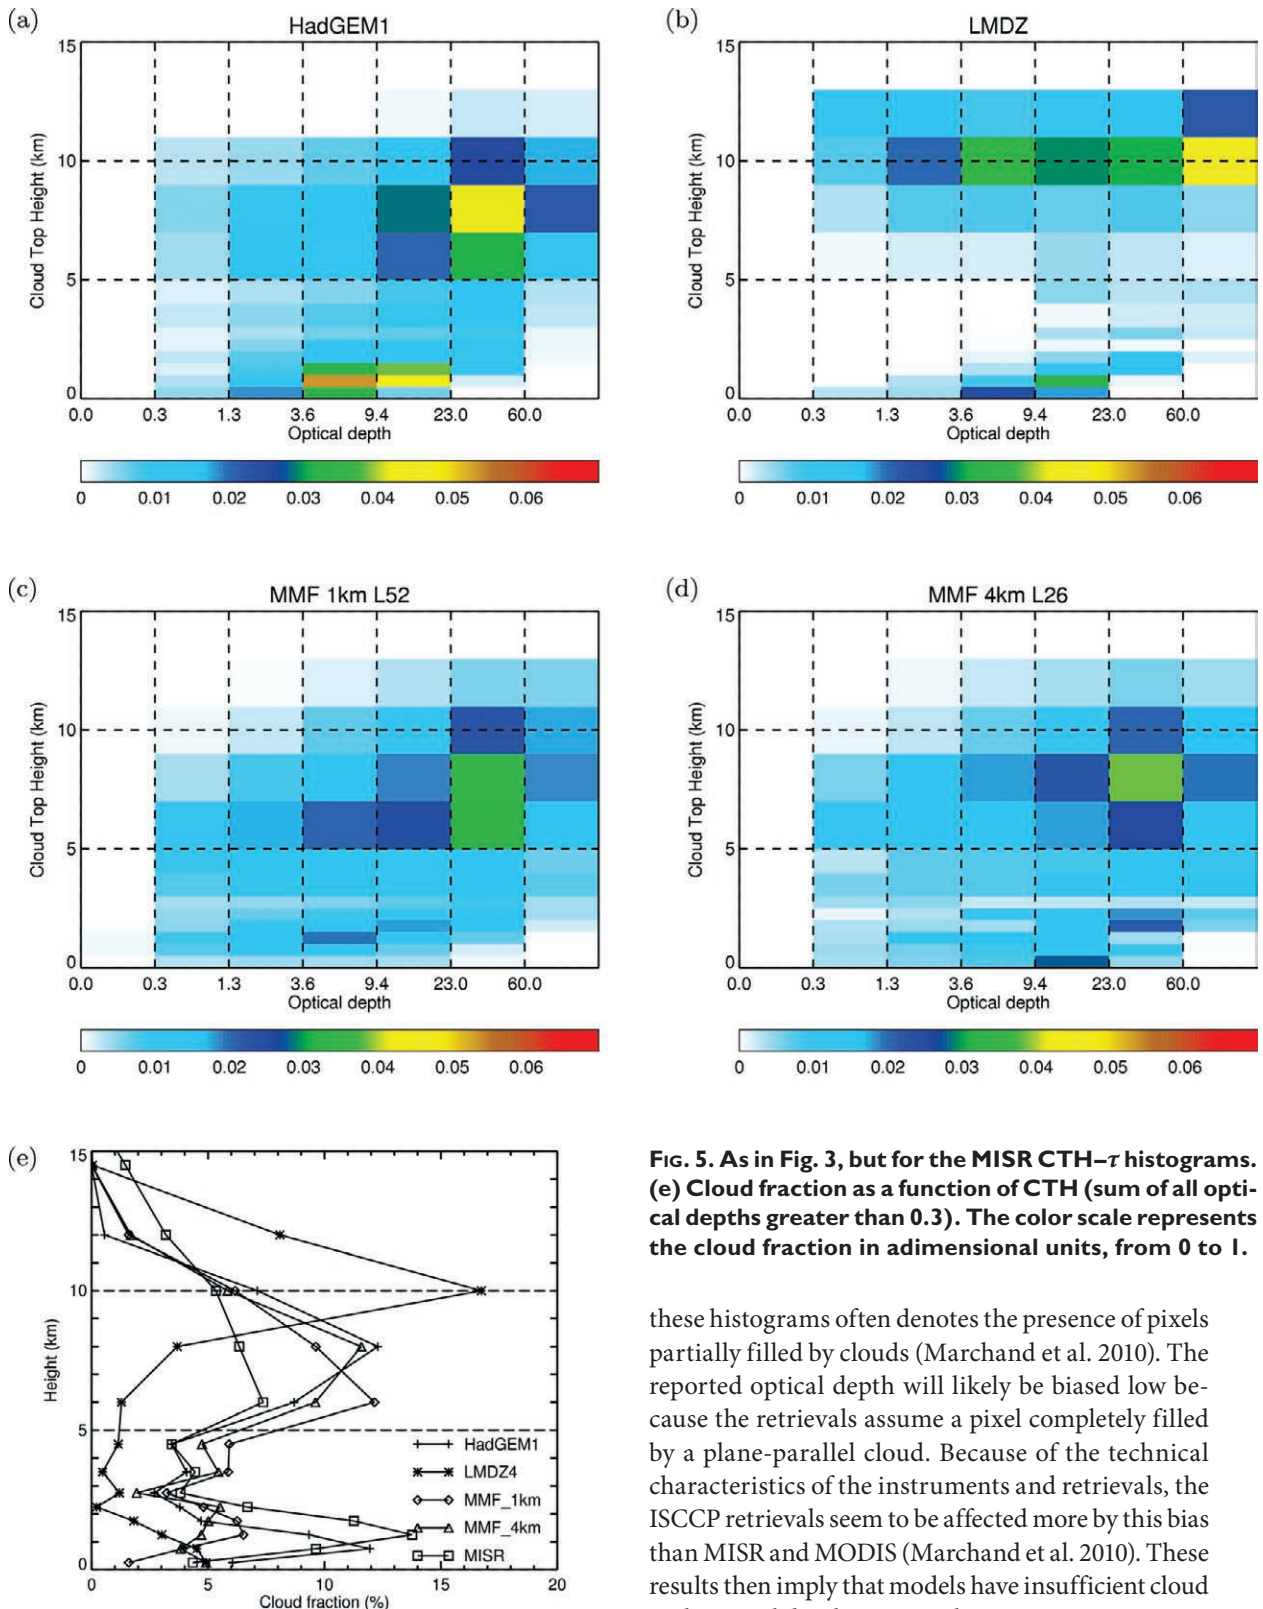 (a)
HadGEM1
15
10
5
0
Cloud Top Height (km)
0.0 0.3 1.3 3.6 9.4 23.0 60.0
Optical depth
0 0.01 0.02 0.03 0.04 0.05 0.06
(b)
LMDZ
15
10
5
0
Cloud Top Height (km)
0.0 0.3 1.3 3.6 9.4 23.0 60.0
Optical depth
0 0.01 0.02 0.03 0.04 0.05 0.06
(c)
MMF 1km L52
15
10
5
0
Cloud Top Height (km)
0.0 0.3 1.3 3.6 9.4 23.0 60.0
Optical depth
0 0.01 0.02 0.03 0.04 0.05 0.06
(d)
MMF 4km L26
15
10
5
0
Cloud Top Height (km)
0.0 0.3 1.3 3.6 9.4 23.0 60.0
Optical depth
0 0.01 0.02 0.03 0.04 0.05 0.06
(e)
15
10
5
0
Height (km)
HadGEM1
LMDZ4
MMF_1km
MMF_4km
MISR
0 5 10 15 20
Cloud fraction (%)
Fig. 5. As in Fig. 3, but for the MISR CTH–τ histograms.
(e) Cloud fraction as a function of CTH (sum of all opti-
cal depths greater than 0.3). The color scale represents
the cloud fraction in adimensional units, from 0 to 1.
these histograms often denotes the presence of pixels
partially filled by clouds (Marchand et al. 2010). The
reported optical depth will likely be biased low be-
cause the retrievals assume a pixel completely filled
by a plane-parallel cloud. Because of the technical
characteristics of the instruments and retrievals, the
ISCCP retrievals seem to be affected more by this bias
than MISR and MODIS (Marchand et al. 2010). These
results then imply that models have insufficient cloud